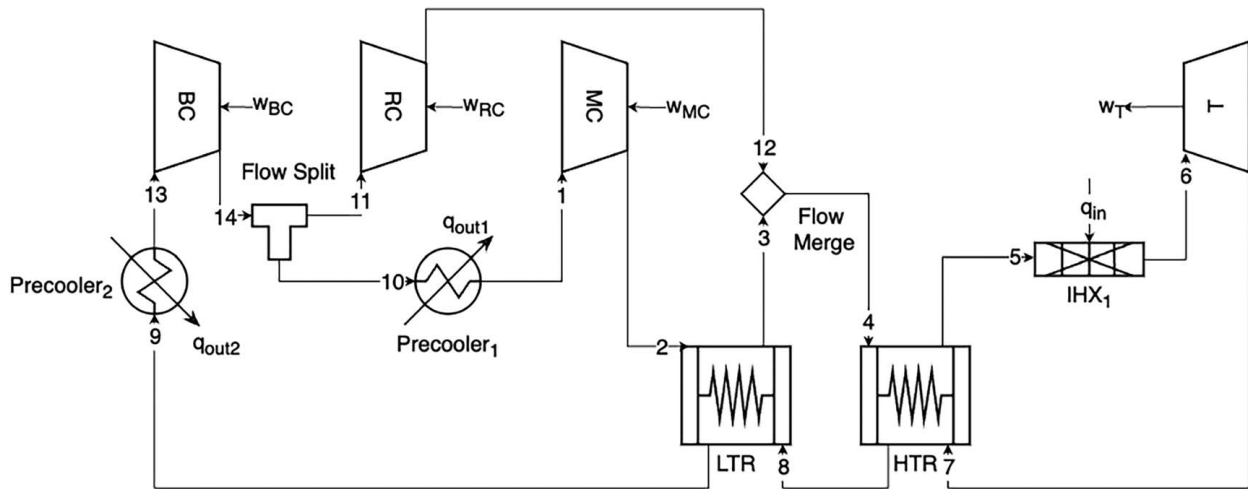 BC
w_BC
RC
w_RC
MC
w_MC
w_T
T
12
Flow Split
13
14
11
1
6
3
Flow
Merge
q_out1
q_in
5
IHX_1
10
Precooler_2
9
q_out2
Precooler_1
2
4
LTR
8
HTR
7